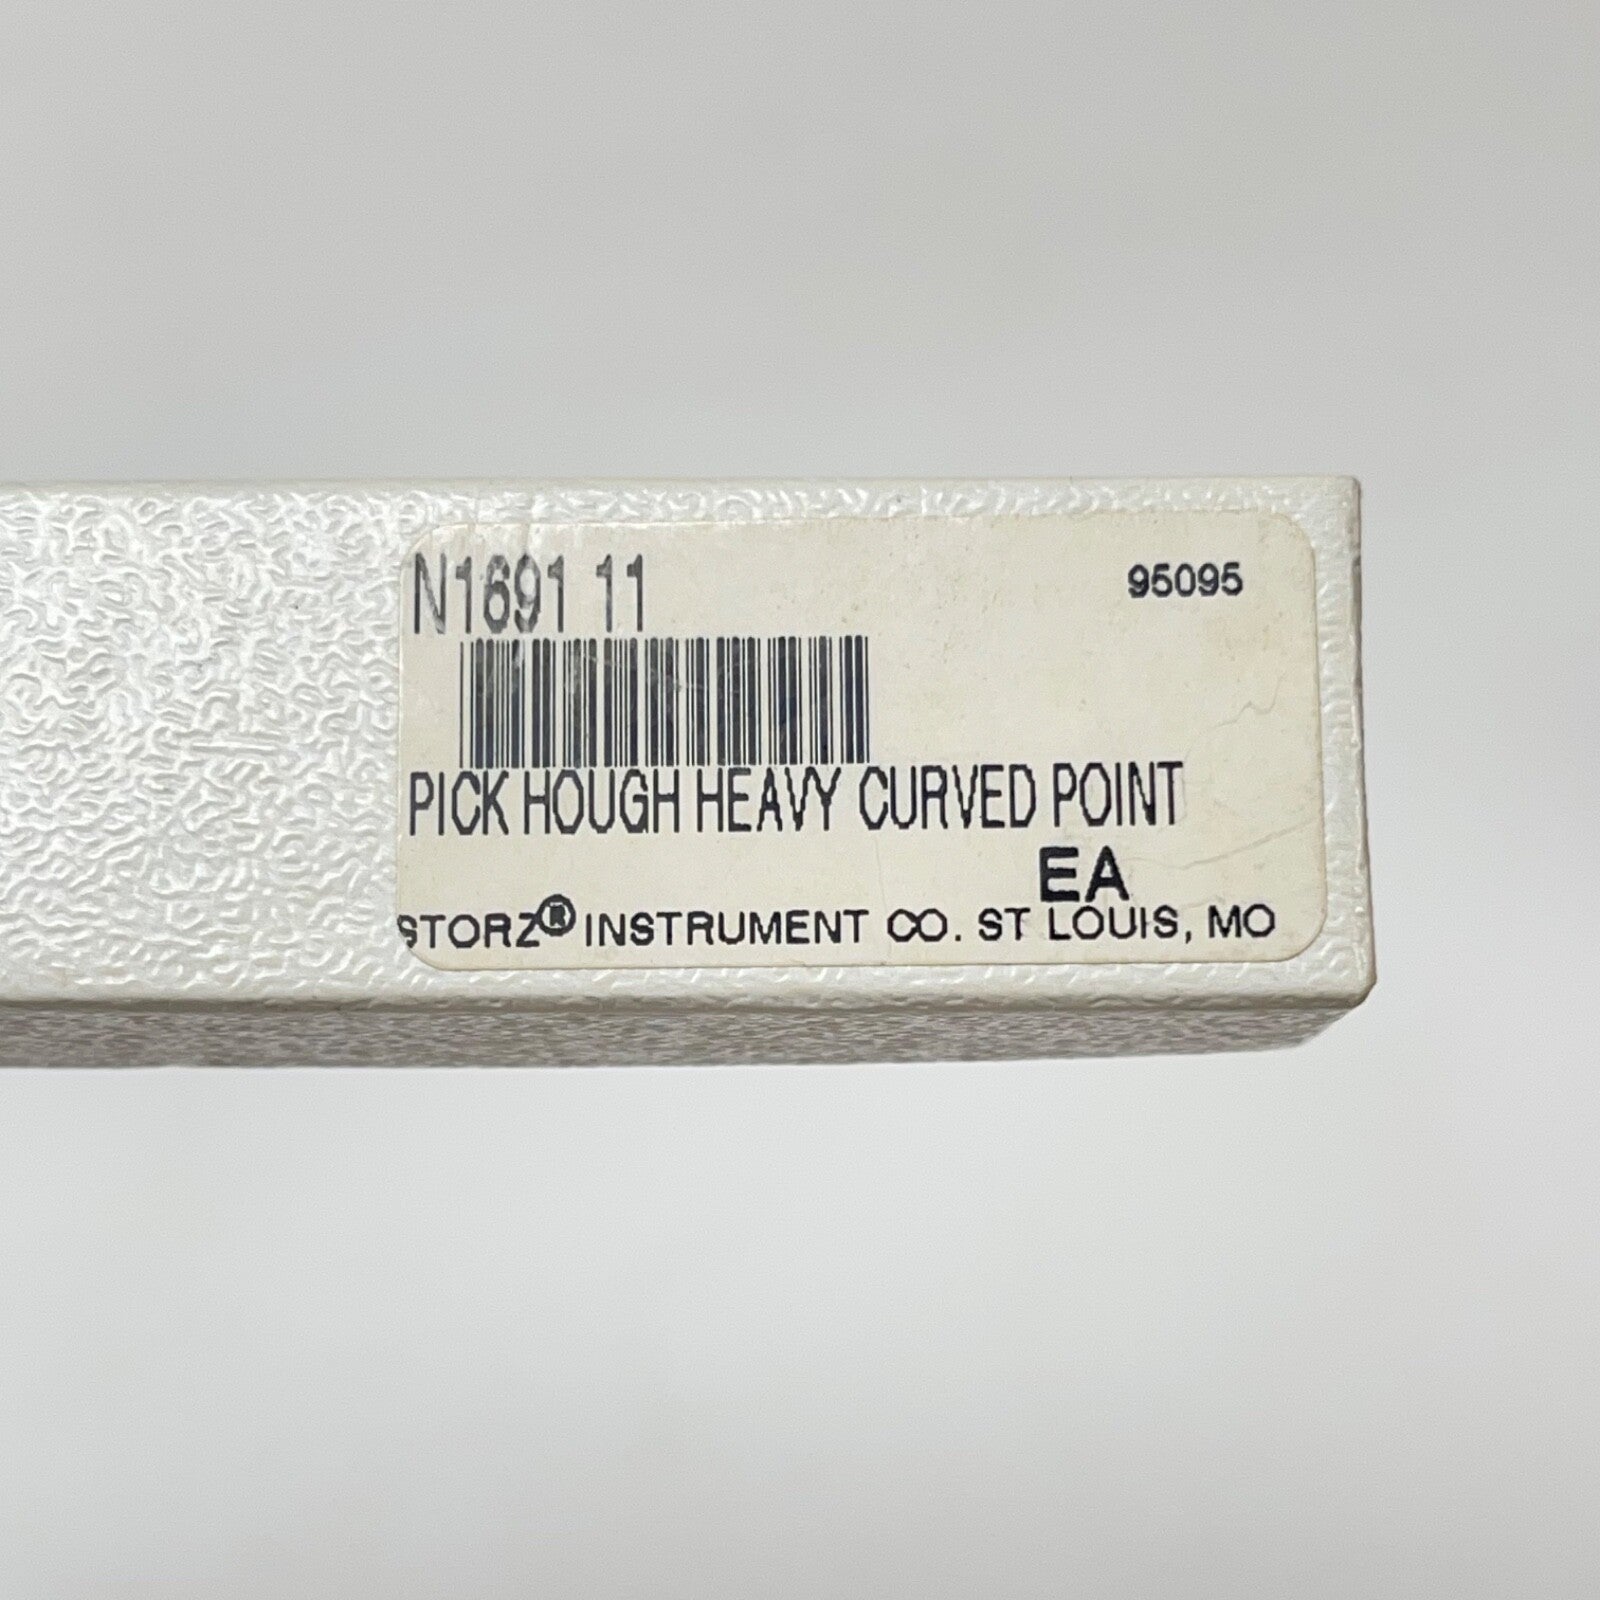 N1691 11 95095
PICK HOUGH HEAVY CURVED POINT
EA
STORZ® INSTRUMENT CO. ST LOUIS, MO